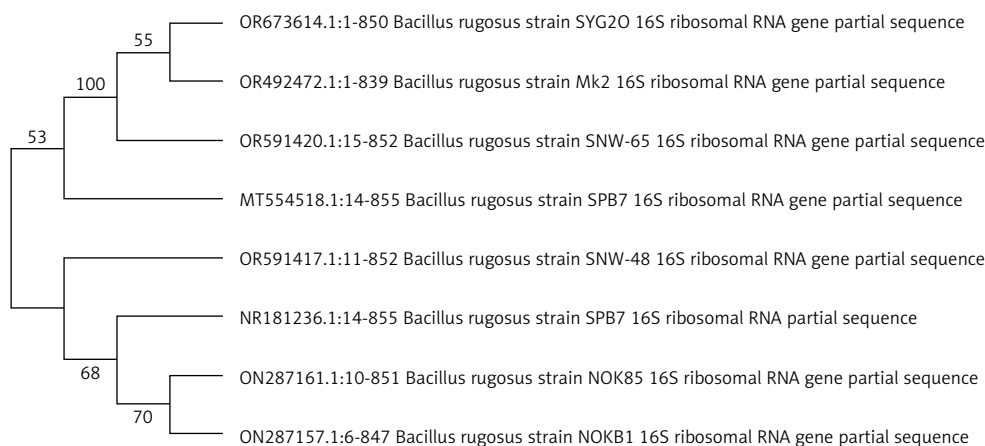 OR673614.1:1-850 Bacillus rugosus strain SYG2O 16S ribosomal RNA gene partial sequence
55
OR492472.1:1-839 Bacillus rugosus strain Mk2 16S ribosomal RNA gene partial sequence
100
OR591420.1:15-852 Bacillus rugosus strain SNW-65 16S ribosomal RNA gene partial sequence
53
MT554518.1:14-855 Bacillus rugosus strain SPB7 16S ribosomal RNA gene partial sequence
OR591417.1:11-852 Bacillus rugosus strain SNW-48 16S ribosomal RNA gene partial sequence
NR181236.1:14-855 Bacillus rugosus strain SPB7 16S ribosomal RNA partial sequence
68
ON287161.1:10-851 Bacillus rugosus strain NOK85 16S ribosomal RNA gene partial sequence
70
ON287157.1:6-847 Bacillus rugosus strain NOKB1 16S ribosomal RNA gene partial sequence